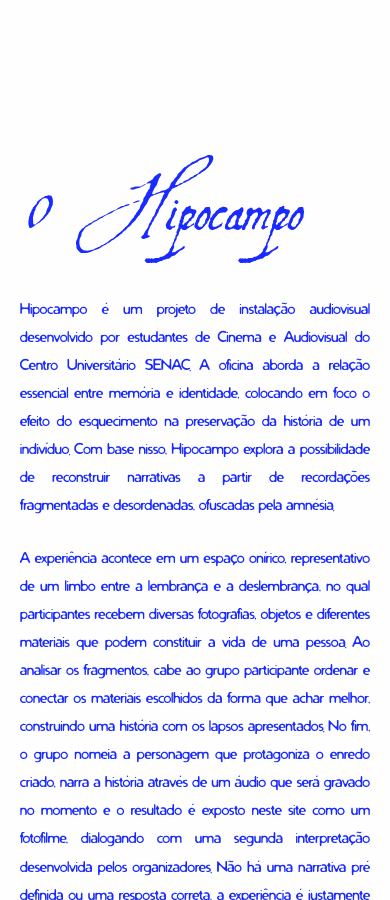 o Hipocampo
Hipocampo é um projeto de instalação audiovisual
desenvolvido por estudantes de Cinema e Audiovisual do
Centro Universitário SENAC. A oficina aborda a relação
essencial entre memória e identidade, colocando em foco o
efeito do esquecimento na preservação da história de um
indivíduo. Com base nisso, Hipocampo explora a possibilidade
de reconstruir narrativas a partir de recordações
fragmentadas e desordenadas, ofuscadas pela amnésia.
A experiência acontece em um espaço onírico, representativo
de um limbo entre a lembrança e a deslembrança, no qual
participantes recebem diversas fotografias, objetos e diferentes
materiais que podem constituir a vida de uma pessoa. Ao
analisar os fragmentos, cabe ao grupo participante ordenar e
conectar os materiais escolhidos da forma que achar melhor,
construindo uma história com os lapsos apresentados. No fim,
o grupo nomeia a personagem que protagoniza o enredo
criado, narra a história através de um áudio que será gravado
no momento e o resultado é exposto neste site como um
fotofilme, dialogando com uma segunda interpretação
desenvolvida pelos organizadores. Não há uma narrativa pré
definida ou uma resposta correta, a experiência é justamente